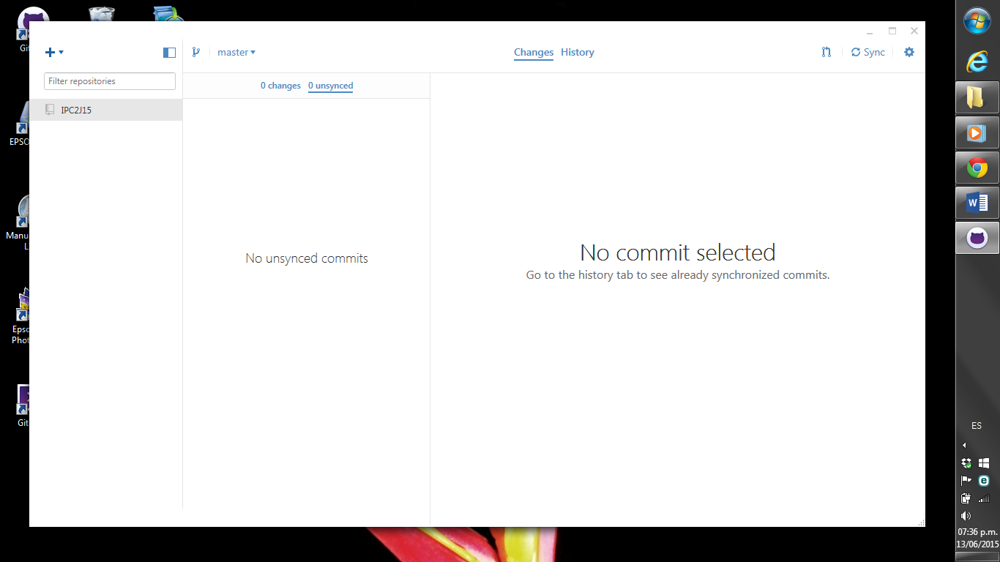 Git
EPSO
Manu
L
Epso
Phot
Git
master
Changes History
Sync
Filter repositories
0 changes 0 unsynced
IPC2J15
No unsynced commits
No commit selected
Go to the history tab to see already synchronized commits.
ES
07:36 p.m.
13/06/2015